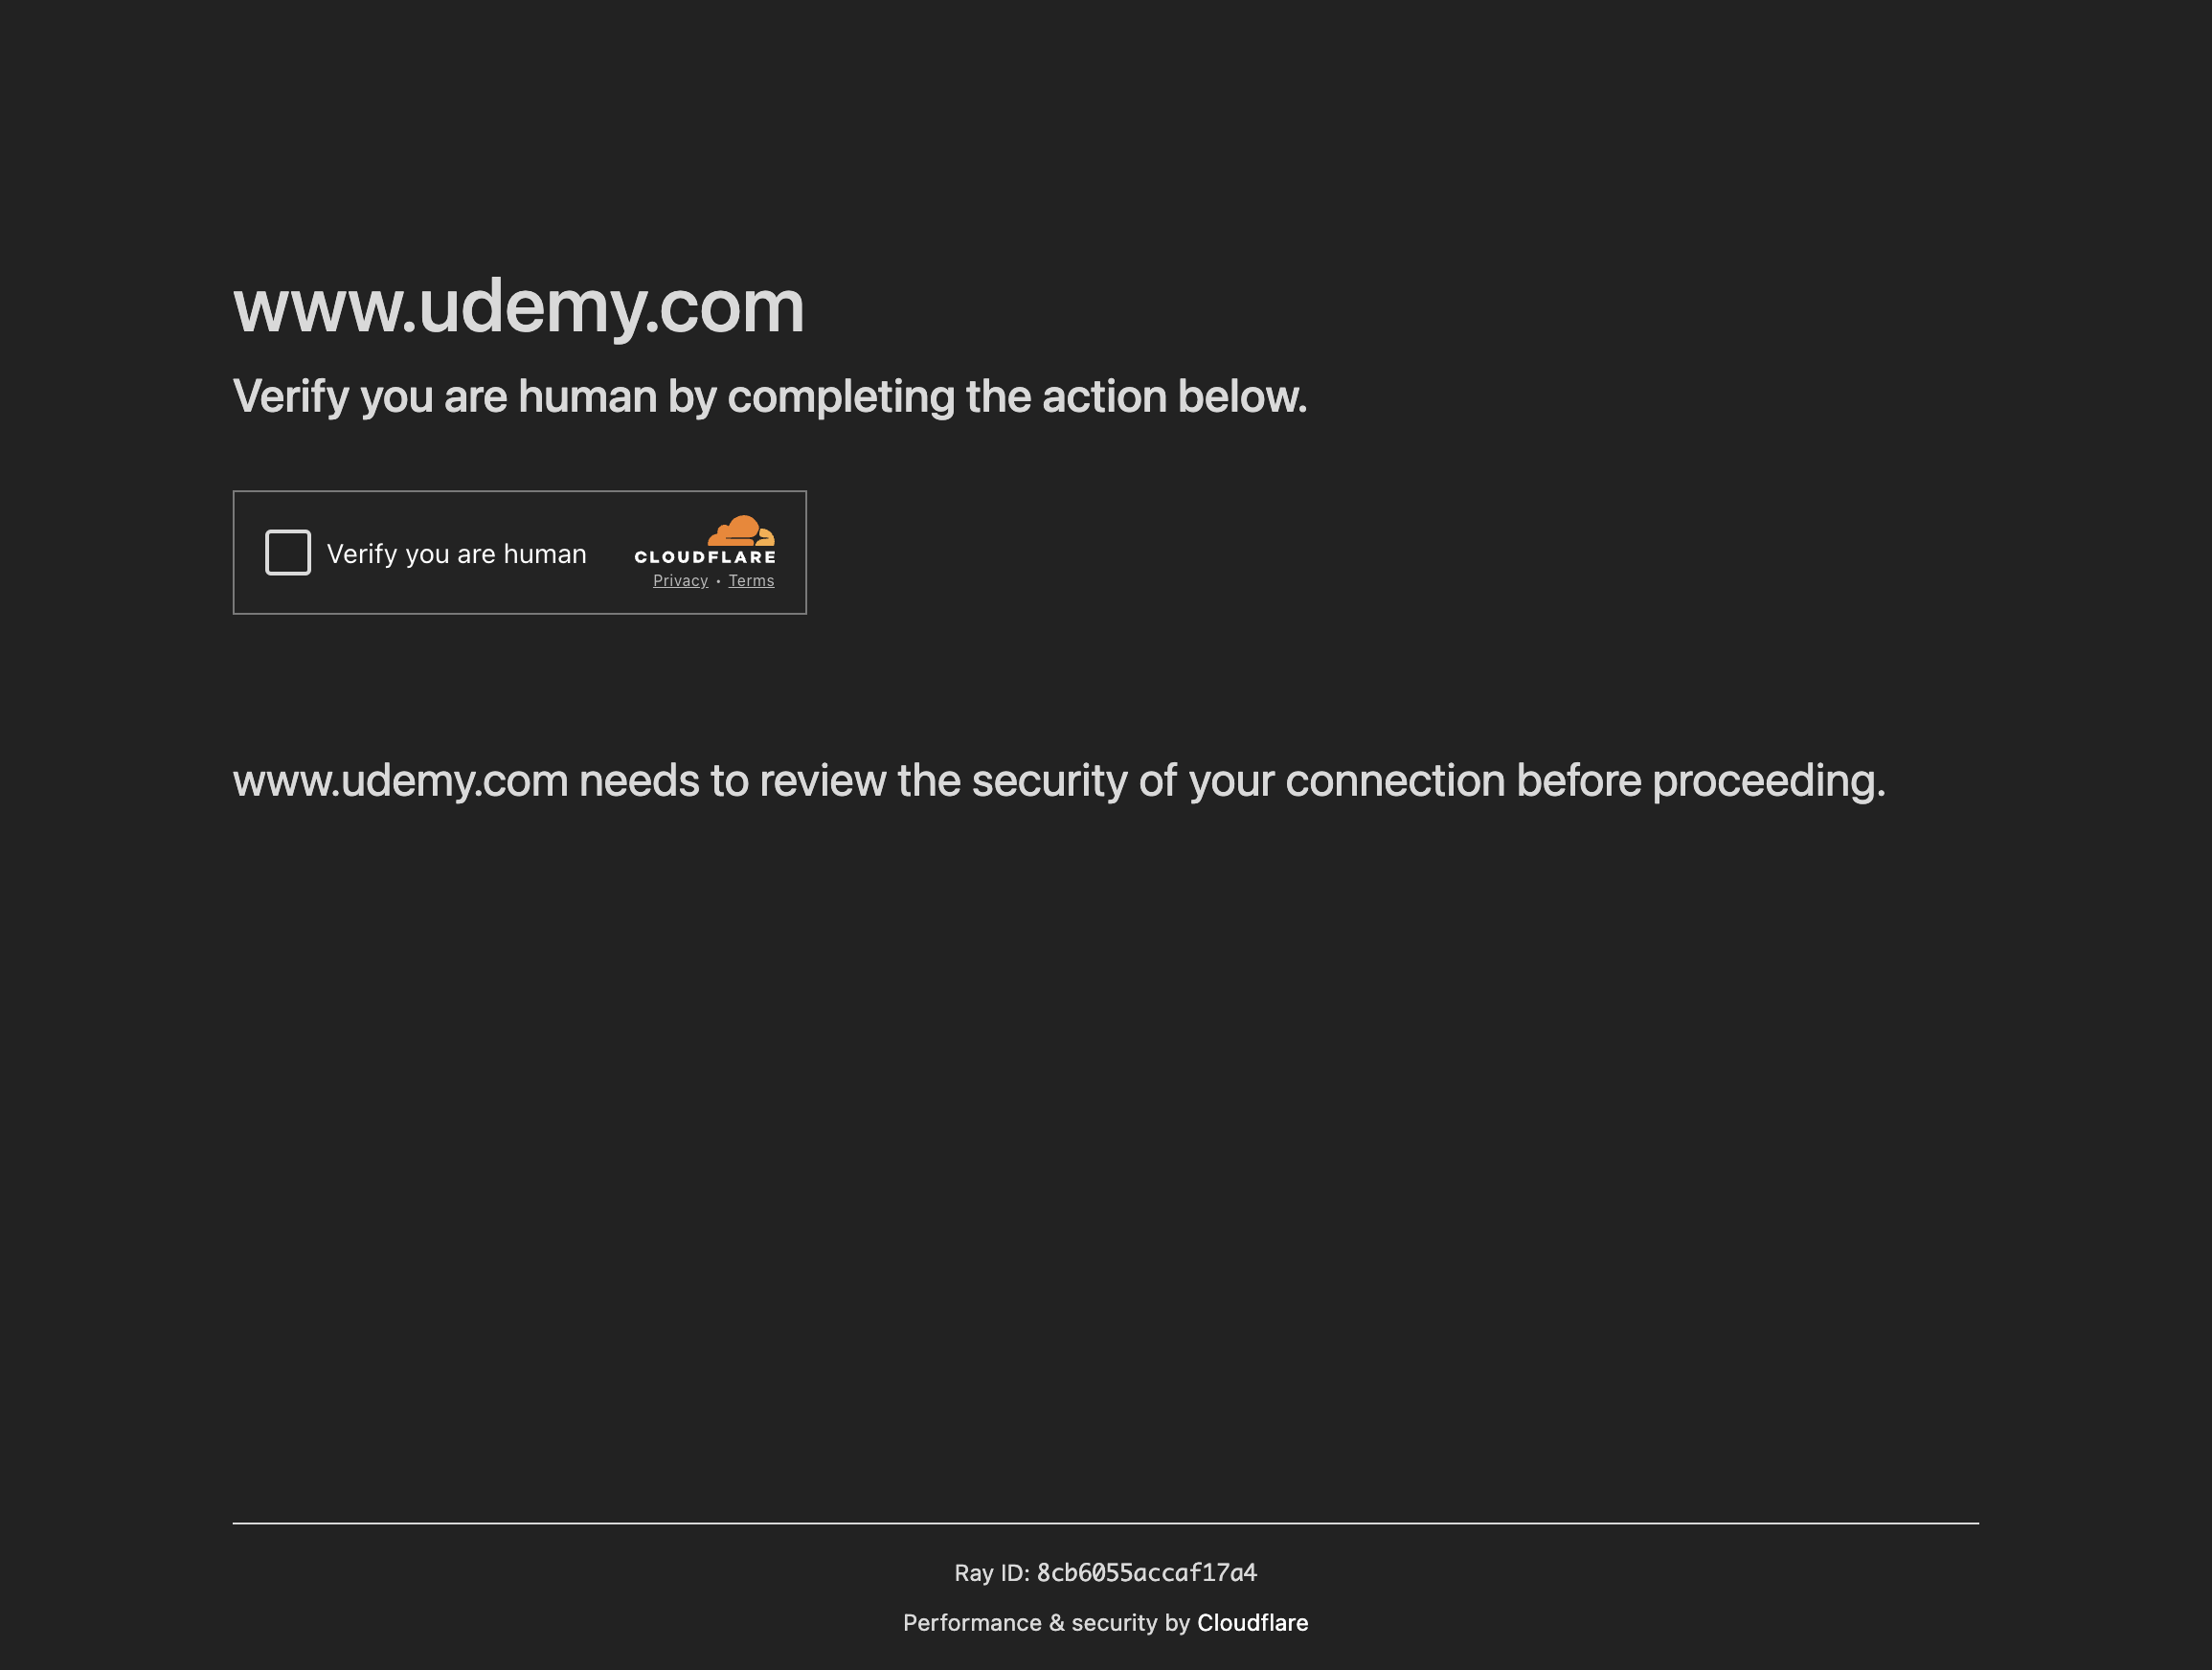 www.udemy.com
Verify you are human by completing the action below.
Verify you are human
CLOUDFLARE
Privacy • Terms
www.udemy.com needs to review the security of your connection before proceeding.
Ray ID: 8cb6055accaf17a4
Performance & security by Cloudflare